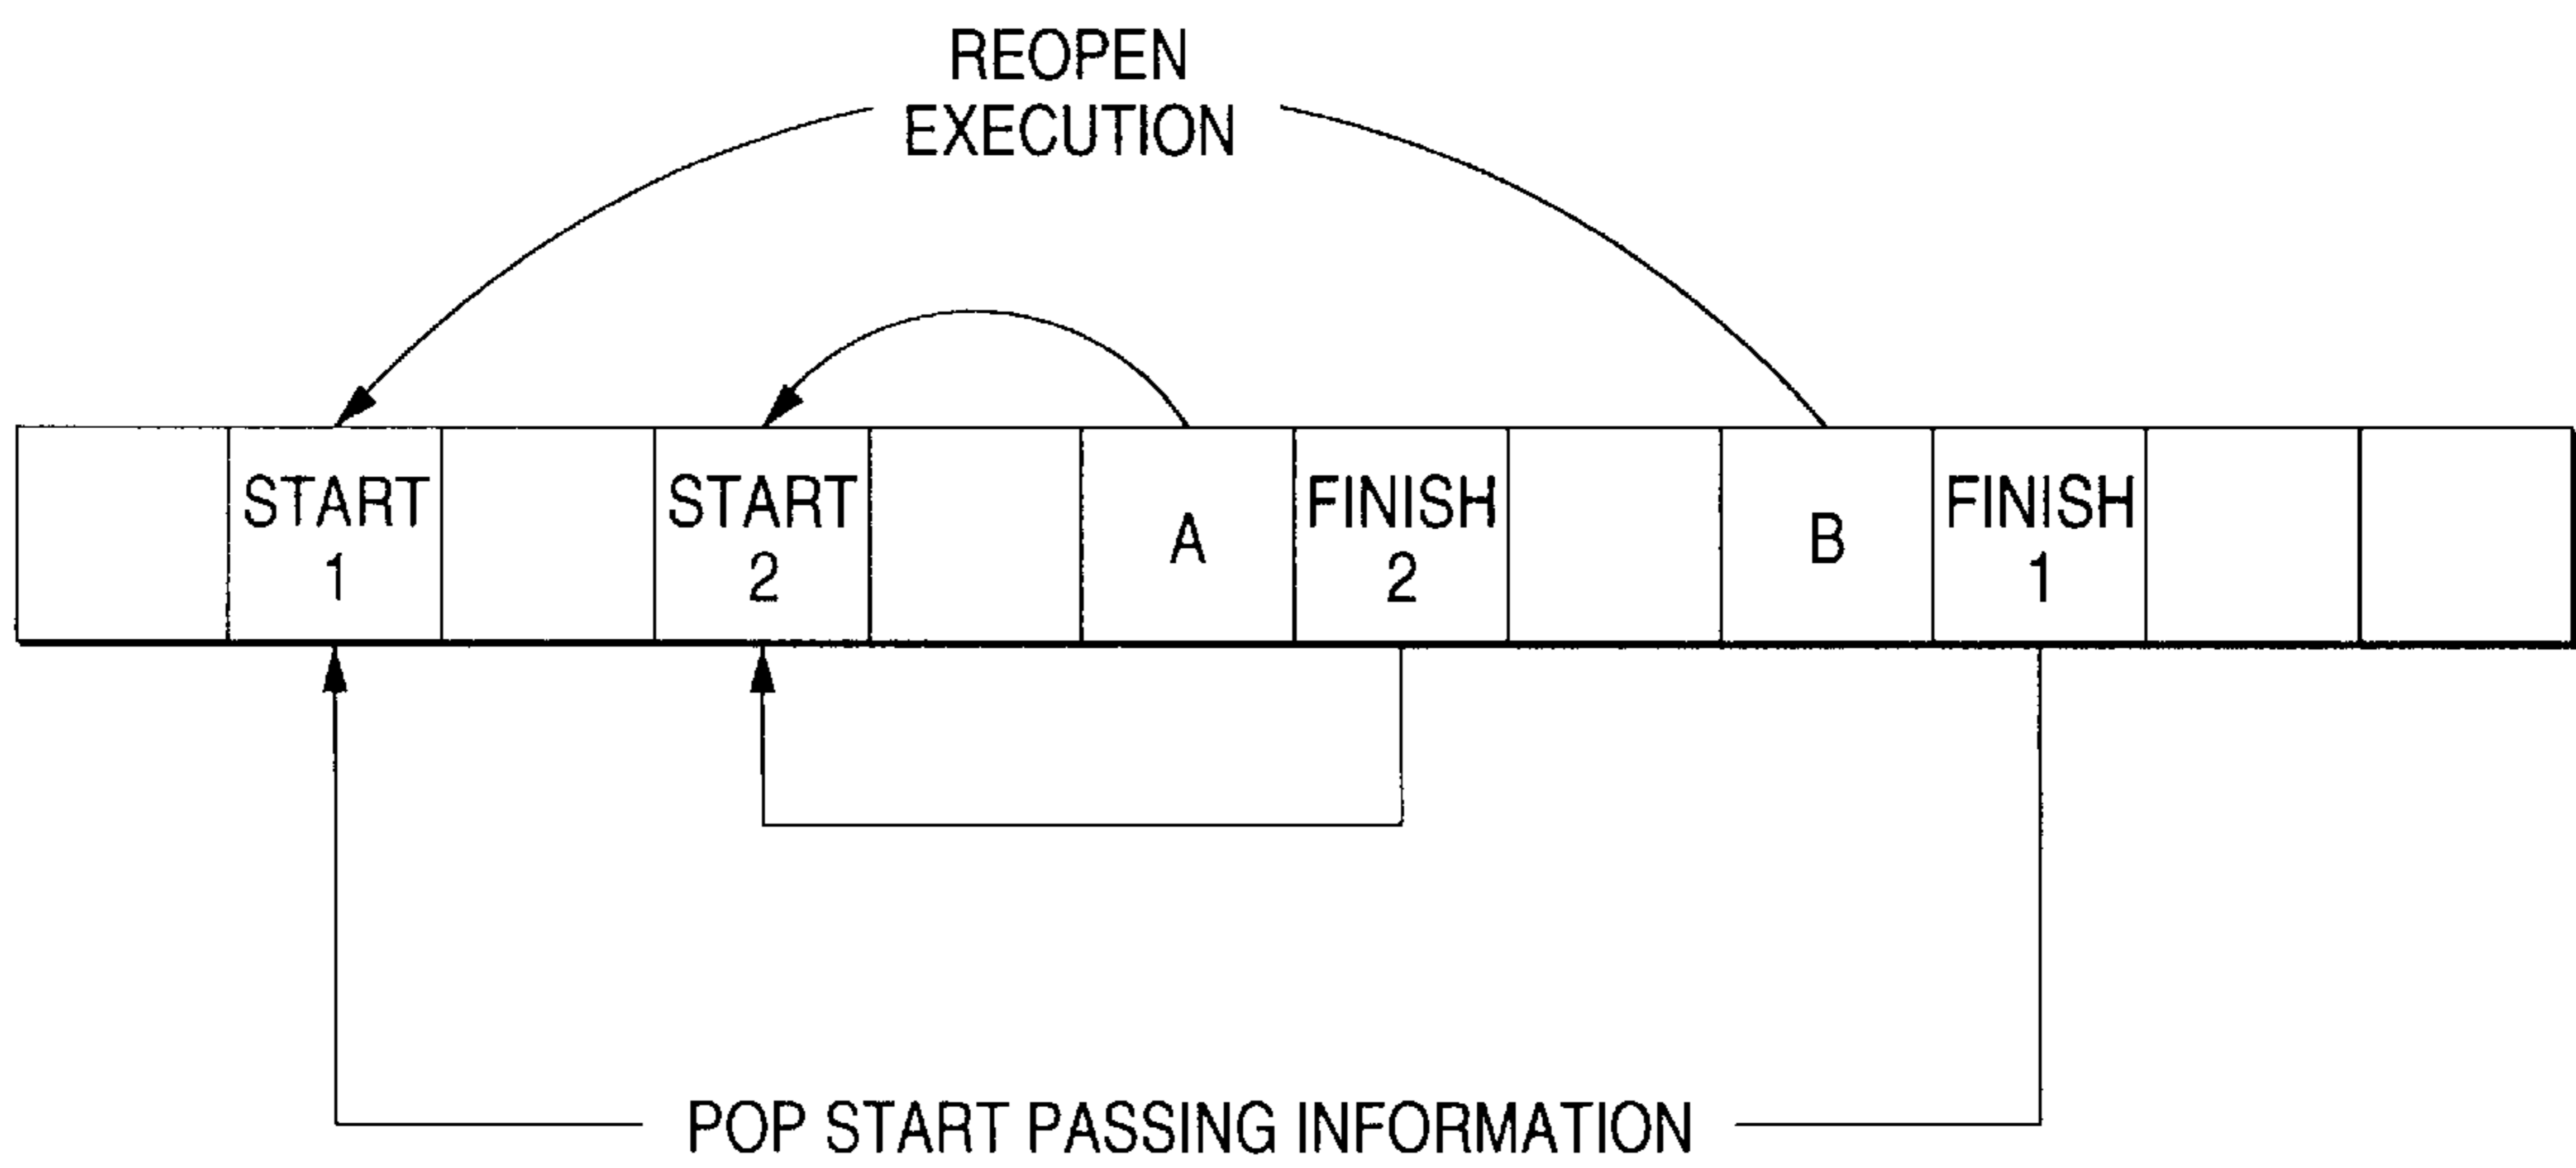 REOPEN
EXECUTION
START
1
START
2
A
FINISH
2
B
FINISH
1
POP START PASSING INFORMATION